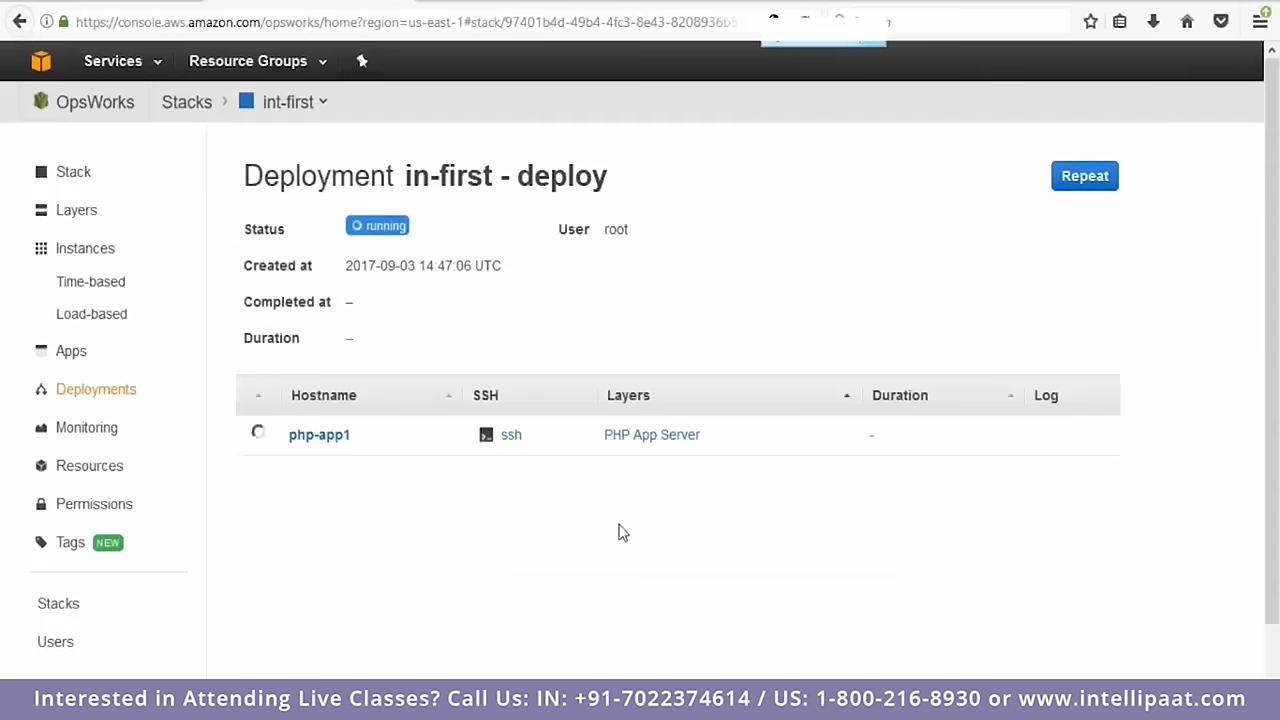 https://console.aws.amazon.com/opsworks/home?region=us-east-1#stack/97401b4d-49b4-4fc3-8e43-8208936b5
Services Resource Groups
OpsWorks Stacks int-first
Stack
Layers
Instances
Time-based
Load-based
Apps
Deployments
Monitoring
Resources
Permissions
Tags NEW
Stacks
Users
Deployment in-first - deploy
Repeat
Status running User root
Created at 2017-09-03 14:47:06 UTC
Completed at –
Duration –
Hostname SSH Layers Duration Log
php-app1 ssh PHP App Server -
Interested in Attending Live Classes? Call Us: IN: +91-7022374614 / US: 1-800-216-8930 or www.intellipaat.com